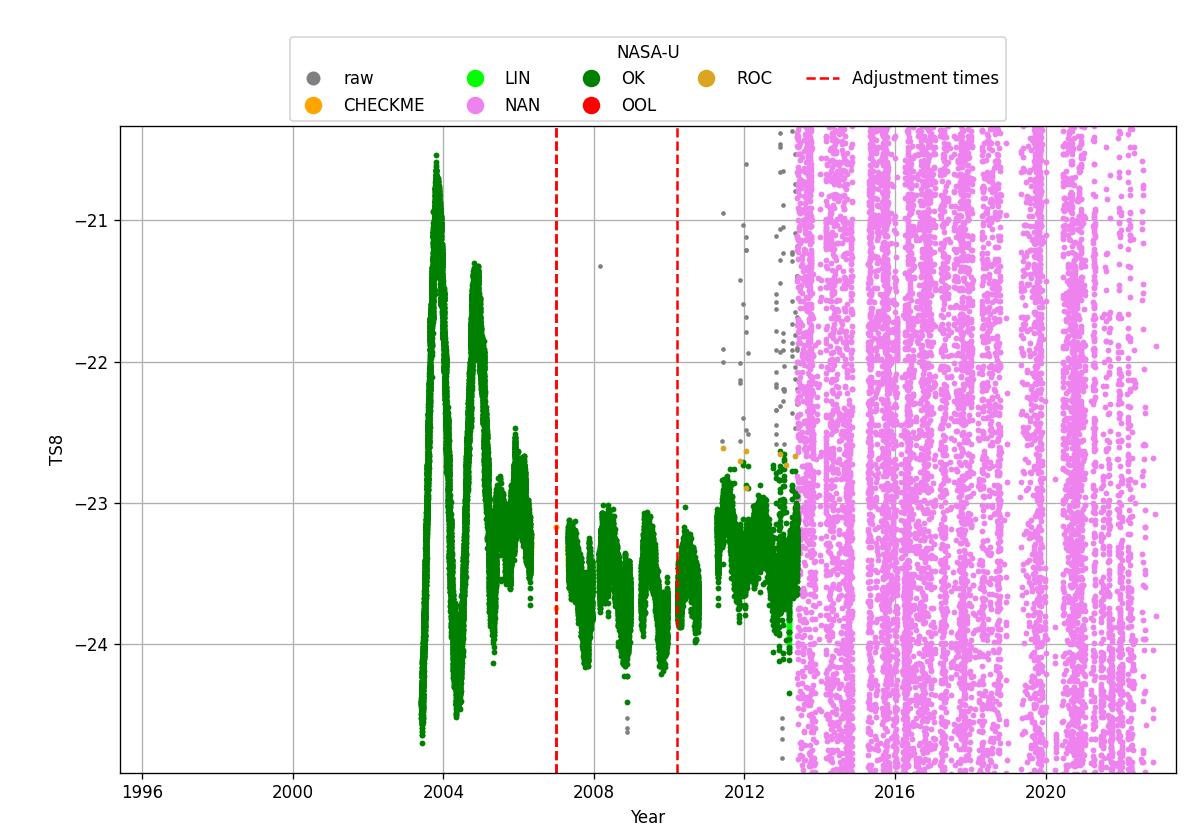 NASA-U
raw LIN OK ROC Adjustment times
CHECKME NAN OOL
−21
−22
−23
−24
TS8
1996 2000 2004 2008 2012 2016 2020
Year